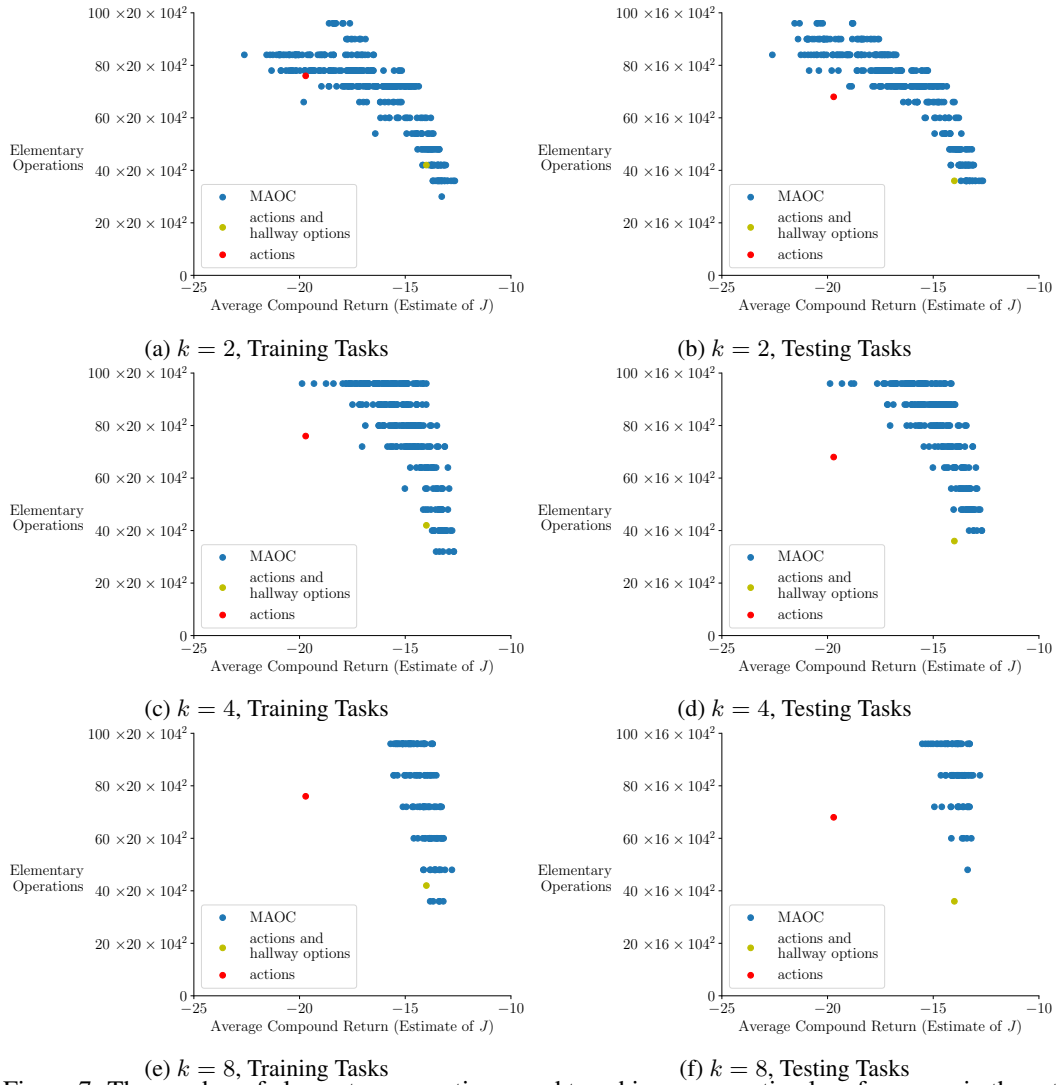 100 ×20 × 104²
80 ×20 × 104²
60 ×20 × 104²
Elementary
Operations
40 ×20 × 104²
20 ×20 × 104²
0
MAOC
actions and
hallway options
actions
−25 −20 −15 −10
Average Compound Return (Estimate of J)
(a) k = 2, Training Tasks
100 ×16 × 104²
80 ×16 × 104²
60 ×16 × 104²
Elementary
Operations
40 ×16 × 104²
20 ×16 × 104²
0
MAOC
actions and
hallway options
actions
−25 −20 −15 −10
Average Compound Return (Estimate of J)
(b) k = 2, Testing Tasks
100 ×20 × 104²
80 ×20 × 104²
60 ×20 × 104²
Elementary
Operations
40 ×20 × 104²
20 ×20 × 104²
0
MAOC
actions and
hallway options
actions
−25 −20 −15 −10
Average Compound Return (Estimate of J)
(c) k = 4, Training Tasks
100 ×16 × 104²
80 ×16 × 104²
60 ×16 × 104²
Elementary
Operations
40 ×16 × 104²
20 ×16 × 104²
0
MAOC
actions and
hallway options
actions
−25 −20 −15 −10
Average Compound Return (Estimate of J)
(d) k = 4, Testing Tasks
100 ×20 × 104²
80 ×20 × 104²
60 ×20 × 104²
Elementary
Operations
40 ×20 × 104²
20 ×20 × 104²
0
MAOC
actions and
hallway options
actions
−25 −20 −15 −10
Average Compound Return (Estimate of J)
(e) k = 8, Training Tasks
100 ×16 × 104²
80 ×16 × 104²
60 ×16 × 104²
Elementary
Operations
40 ×16 × 104²
20 ×16 × 104²
0
MAOC
actions and
hallway options
actions
−25 −20 −15 −10
Average Compound Return (Estimate of J)
(f) k = 8, Testing Tasks